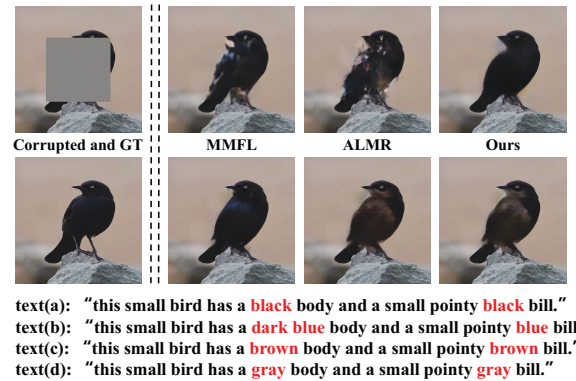 Corrupted and GT MMFL ALMR Ours
text(a): “this small bird has a black body and a small pointy black bill.”
text(b): “this small bird has a dark blue body and a small pointy blue bill
text(c): “this small bird has a brown body and a small pointy brown bill.”
text(d): “this small bird has a gray body and a small pointy gray bill.”